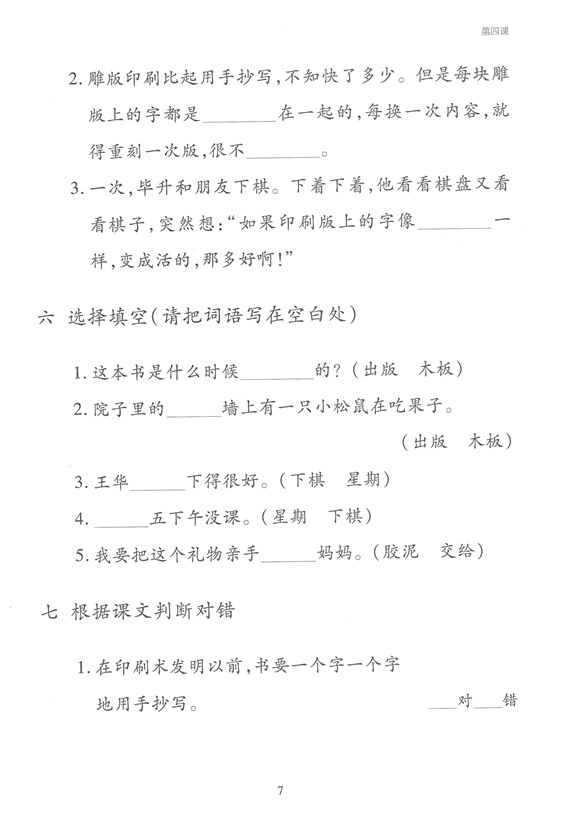 第四课
2. 雕版印刷比起用手抄写,不知快了多少。但是每块雕
版上的字都是________在一起的,每换一次内容,就
得重刻一次版,很不________。
3. 一次,毕升和朋友下棋。下着下着,他看看棋盘又看
看棋子,突然想:“如果印刷版上的字像________一
样,变成活的,那多好啊!”
六 选择填空(请把词语写在空白处)
1. 这本书是什么时候________的?(出版 木板)
2. 院子里的______墙上有一只小松鼠在吃果子。
(出版 木板)
3. 王华______下得很好。(下棋 星期)
4. ______五下午没课。(星期 下棋)
5. 我要把这个礼物亲手______妈妈。(胶泥 交给)
七 根据课文判断对错
1. 在印刷术发明以前,书要一个字一个字
地用手抄写。 ___对___错
7